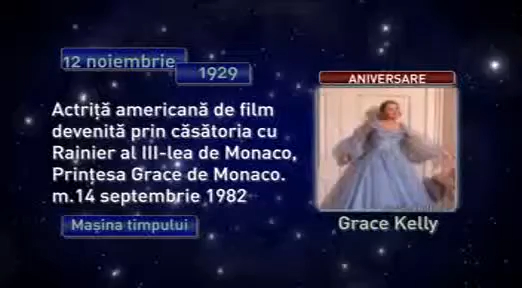 12 noiembrie
1929
Actriță americană de film
devenită prin căsătoria cu
Rainier al III-lea de Monaco,
Prințesa Grace de Monaco.
m.14 septembrie 1982
Mașina timpului
ANIVERSARE
Grace Kelly